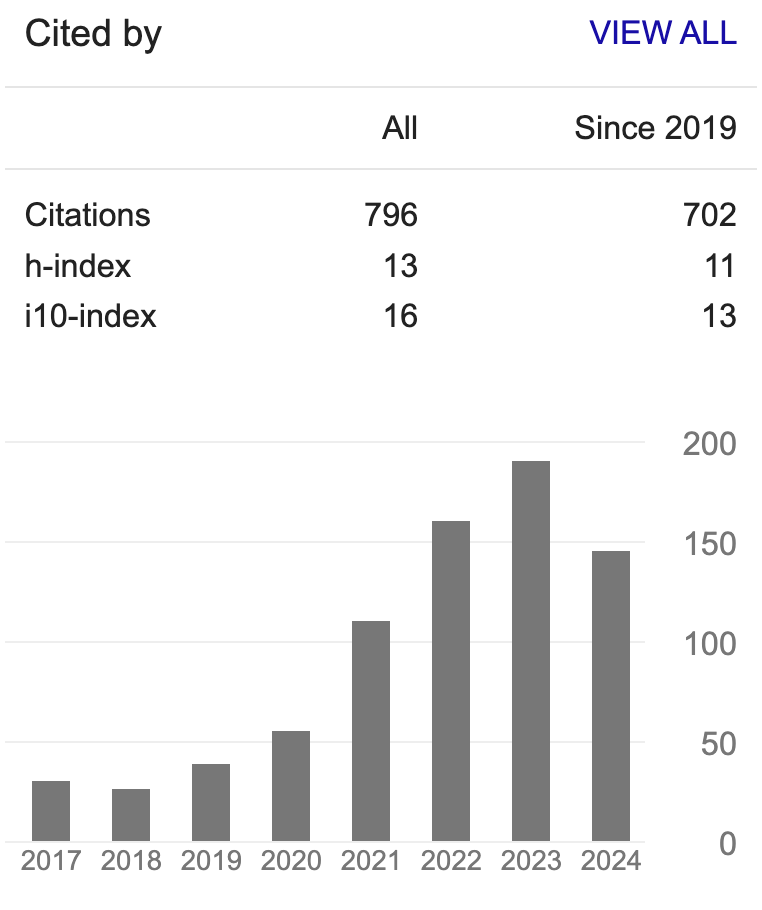 Cited by VIEW ALL
All Since 2019
Citations 796 702
h-index 13 11
i10-index 16 13
200
150
100
50
0
2017 2018 2019 2020 2021 2022 2023 2024